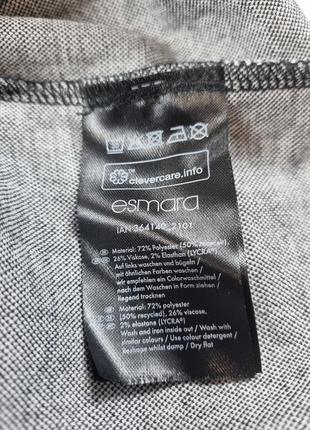 clevercare.info
esmara
IAN 364140_2101
Material: 72% Polyester (50% recycelt),
26% Viskose, 2% Elasthan (LYCRA®)
Auf links waschen und bügeln /
mit ähnlichen Farben waschen /
wir empfehlen ein Colorwaschmittel /
nach dem Waschen in Form ziehen /
liegend trocknen
Material: 72% polyester
(50% recycled), 26% viscose,
2% elastane (LYCRA®)
Wash and iron inside out / Wash with
similar colours / Use colour detergent /
Reshape whilst damp / Dry flat